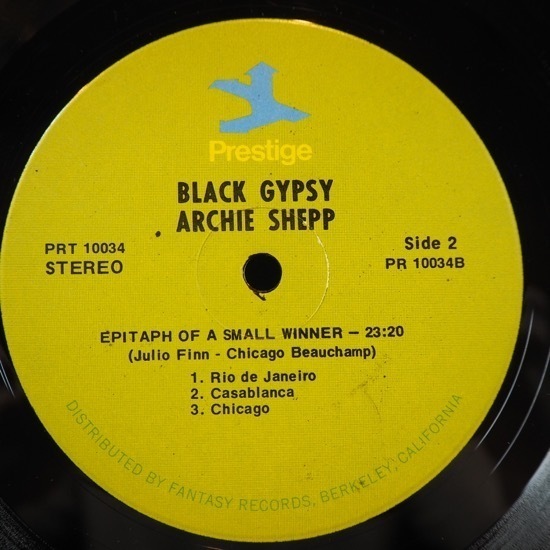 Prestige
BLACK GYPSY
ARCHIE SHEPP
PRT 10034
STEREO
Side 2
PR 10034B
EPITAPH OF A SMALL WINNER – 23:20
(Julio Finn - Chicago Beauchamp)
1. Rio de Janeiro
2. Casablanca
3. Chicago
DISTRIBUTED BY FANTASY RECORDS, BERKELEY, CALIFORNIA